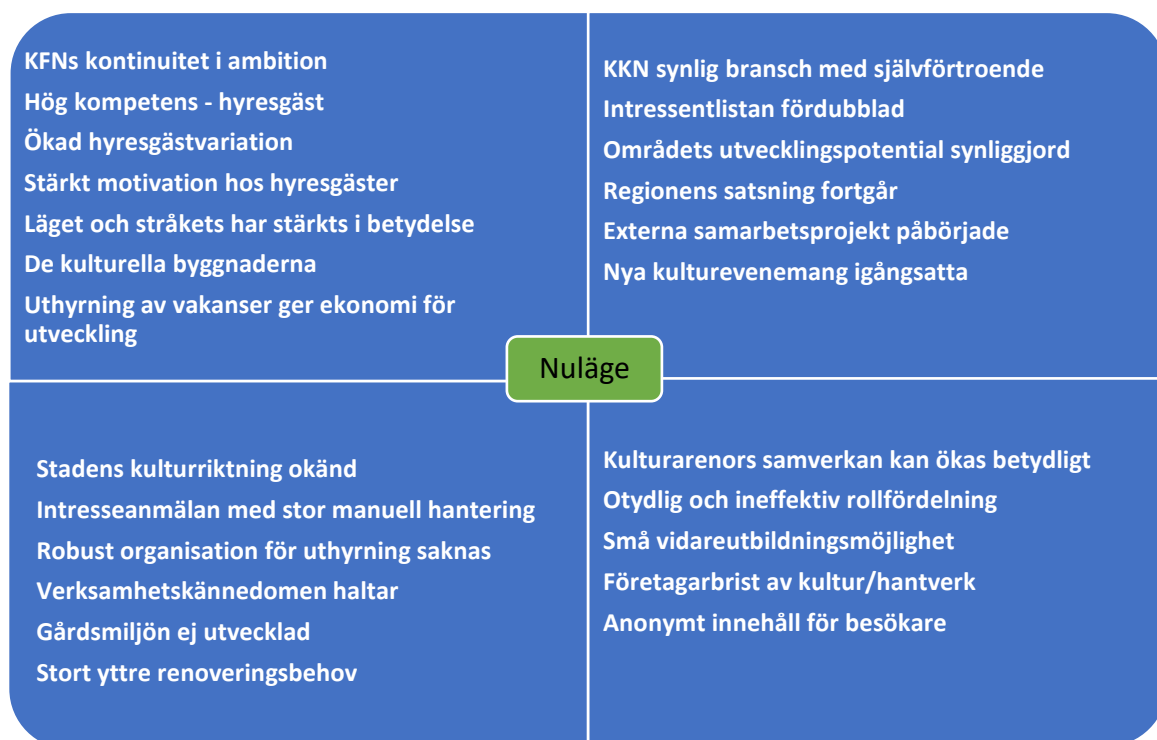 KFNs kontinuitet i ambition
Hög kompetens - hyresgäst
Ökad hyresgästvariation
Stärkt motivation hos hyresgäster
Läget och stråkets har stärkts i betydelse
De kulturella byggnaderna
Uthyrning av vakanser ger ekonomi för
utveckling
KKN synlig bransch med självförtroende
Intressentlistan fördubblad
Områdets utvecklingspotential synliggjord
Regionens satsning fortgår
Externa samarbetsprojekt påbörjade
Nya kulturevenemang igångsatta
Nuläge
Stadens kulturriktning okänd
Intresseanmälan med stor manuell hantering
Robust organisation för uthyrning saknas
Verksamhetskännedomen haltar
Gårdsmiljön ej utvecklad
Stort yttre renoveringsbehov
Kulturarenors samverkan kan ökas betydligt
Otydlig och ineffektiv rollfördelning
Små vidareutbildningsmöjlighet
Företagarbrist av kultur/hantverk
Anonymt innehåll för besökare